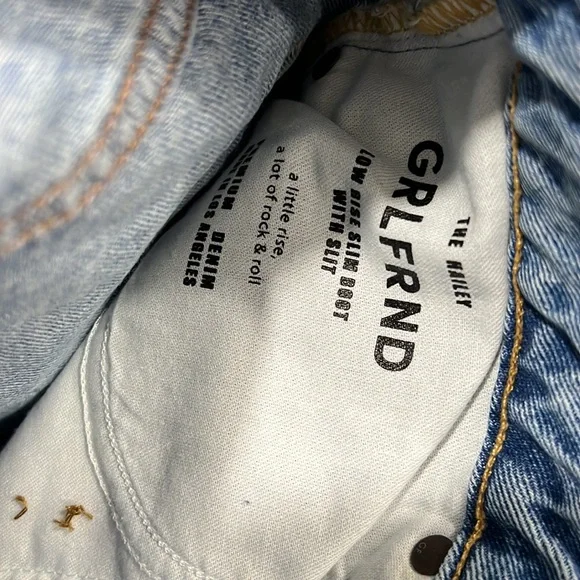 THE HAILEY
GRLFRND
LOW RISE SLIM BOOT
WITH SLIT
a little rise,
a lot of rock & roll
PREMIUM DENIM
LOS ANGELES